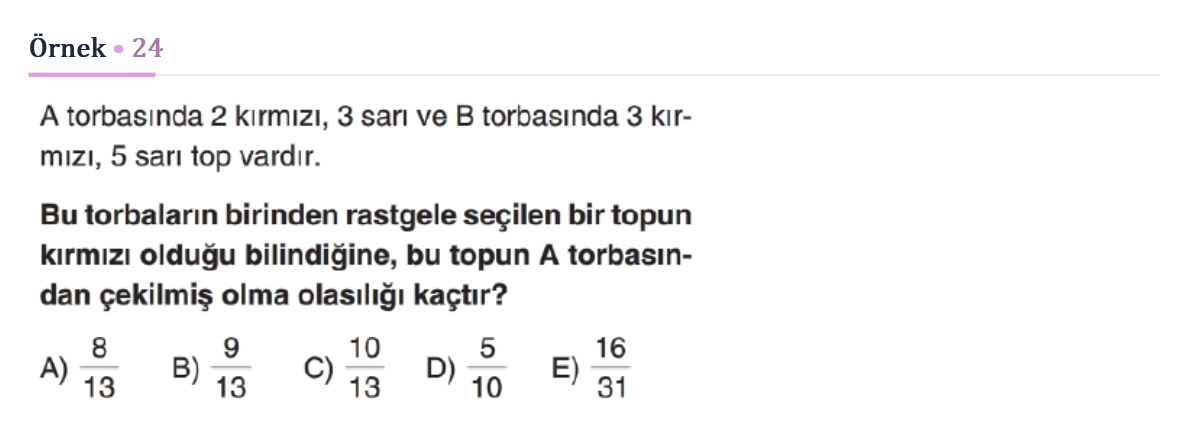 Örnek • 24
A torbasında 2 kırmızı, 3 sarı ve B torbasında 3 kır-
mızı, 5 sarı top vardır.
Bu torbaların birinden rastgele seçilen bir topun
kırmızı olduğu bilindiğine, bu topun A torbasın-
dan çekilmiş olma olasılığı kaçtır?
A) 8/13 B) 9/13 C) 10/13 D) 5/10 E) 16/31